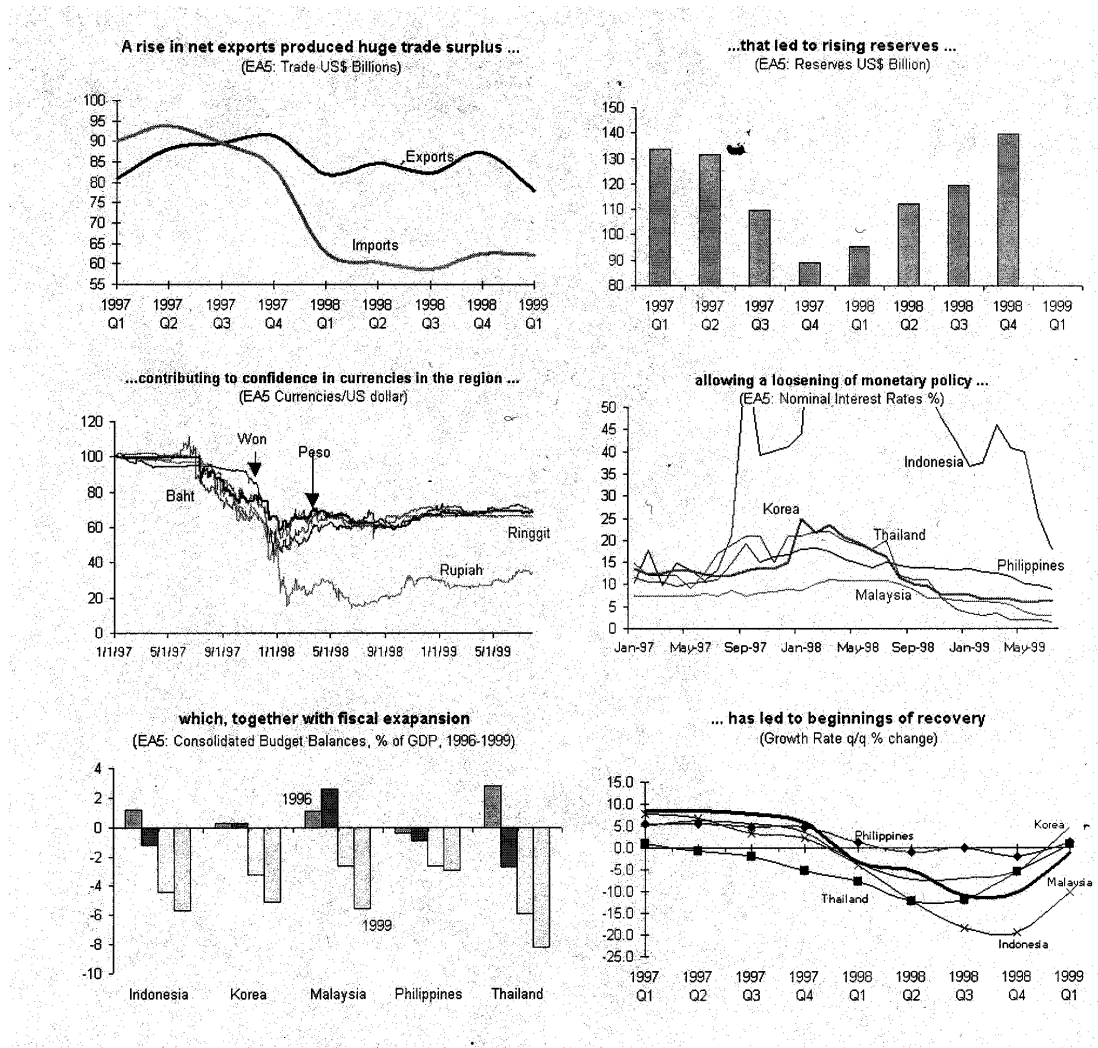 A rise in net exports produced huge trade surplus ...
(EA5: Trade US$ Billions)
100
95
90
85
80
75
70
65
60
55
Exports
Imports
1997 1997 1997 1997 1998 1998 1998 1998 1999
Q1 Q2 Q3 Q4 Q1 Q2 Q3 Q4 Q1
...that led to rising reserves ...
(EA5: Reserves US$ Billion)
150
140
130
120
110
100
90
80
1997 1997 1997 1997 1998 1998 1998 1998 1999
Q1 Q2 Q3 Q4 Q1 Q2 Q3 Q4 Q1
...contributing to confidence in currencies in the region ...
(EA5 Currencies/US dollar)
120
100
80
60
40
20
0
Won
Peso
Baht
Ringgit
Rupiah
1/1/97 5/1/97 9/1/97 1/1/98 5/1/98 9/1/98 1/1/99 5/1/99
allowing a loosening of monetary policy ...
(EA5: Nominal Interest Rates %)
50
45
40
35
30
25
20
15
10
5
0
Indonesia
Korea
Thailand
Philippines
Malaysia
Jan-97 May-97 Sep-97 Jan-98 May-98 Sep-98 Jan-99 May-99
which, together with fiscal exapansion
(EA5: Consolidated Budget Balances, % of GDP, 1996-1999)
4
2
0
-2
-4
-6
-8
-10
1996
1999
Indonesia Korea Malaysia Philippines Thailand
... has led to beginnings of recovery
(Growth Rate q/q % change)
15.0
10.0
5.0
0.0
-5.0
-10.0
-15.0
-20.0
-25.0
Korea
Philippines
Malaysia
Thailand
Indonesia
1997 1997 1997 1997 1998 1998 1998 1998 1999
Q1 Q2 Q3 Q4 Q1 Q2 Q3 Q4 Q1